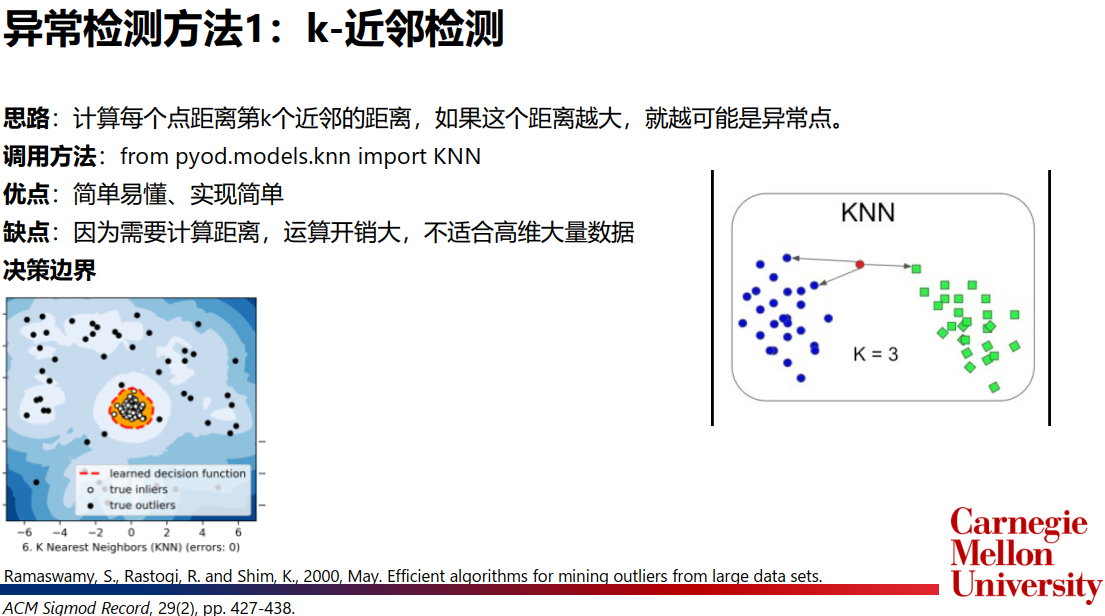 异常检测方法1：k-近邻检测
思路：计算每个点距离第k个近邻的距离，如果这个距离越大，就越可能是异常点。
调用方法：from pyod.models.knn import KNN
优点：简单易懂、实现简单
缺点：因为需要计算距离，运算开销大，不适合高维大量数据
决策边界
KNN
K = 3
learned decision function
true inliers
true outliers
−6 −4 −2 0 2 4 6
6. K Nearest Neighbors (KNN) (errors: 0)
Carnegie
Mellon
University
Ramaswamy, S., Rastogi, R. and Shim, K., 2000, May. Efficient algorithms for mining outliers from large data sets.
ACM Sigmod Record, 29(2), pp. 427-438.